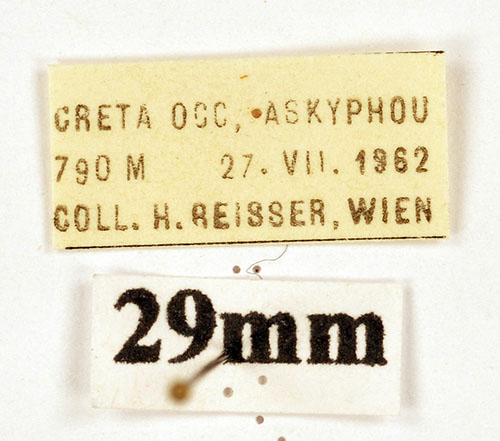 CRETA OCC, ASKYPHOU
790 M 27. VII. 1962
COLL. H. REISSER, WIEN
29mm